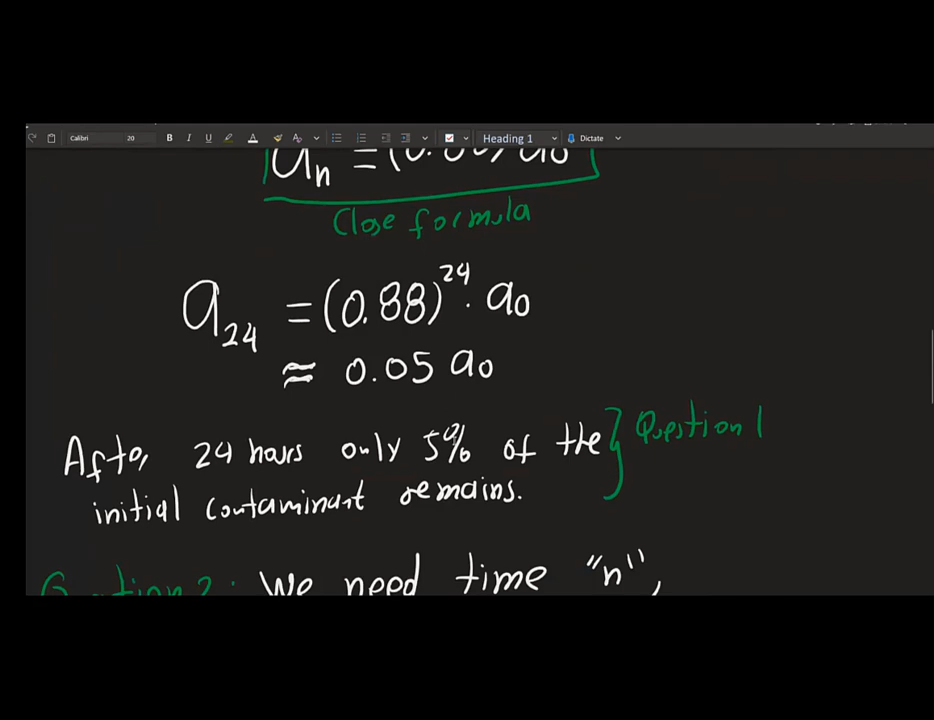 Calibri 20 B I U A Heading 1 Dictate
Close formula
a₂₄ = (0.88)²⁴ · a₀
≈ 0.05 a₀
After 24 hours only 5% of the
initial contaminant remains.
Question 1
We need time "n",